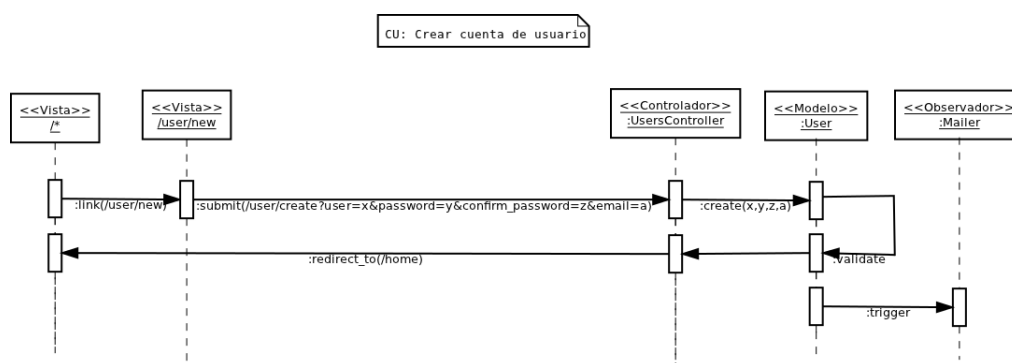 CU: Crear cuenta de usuario
<<Vista>>
/*
<<Vista>>
/user/new
<<Controlador>>
:UsersController
<<Modelo>>
:User
<<Observador>>
:Mailer
:link(/user/new)
:submit(/user/create?user=x&password=y&confirm_password=z&email=a)
:create(x,y,z,a)
:redirect_to(/home)
:validate
:trigger